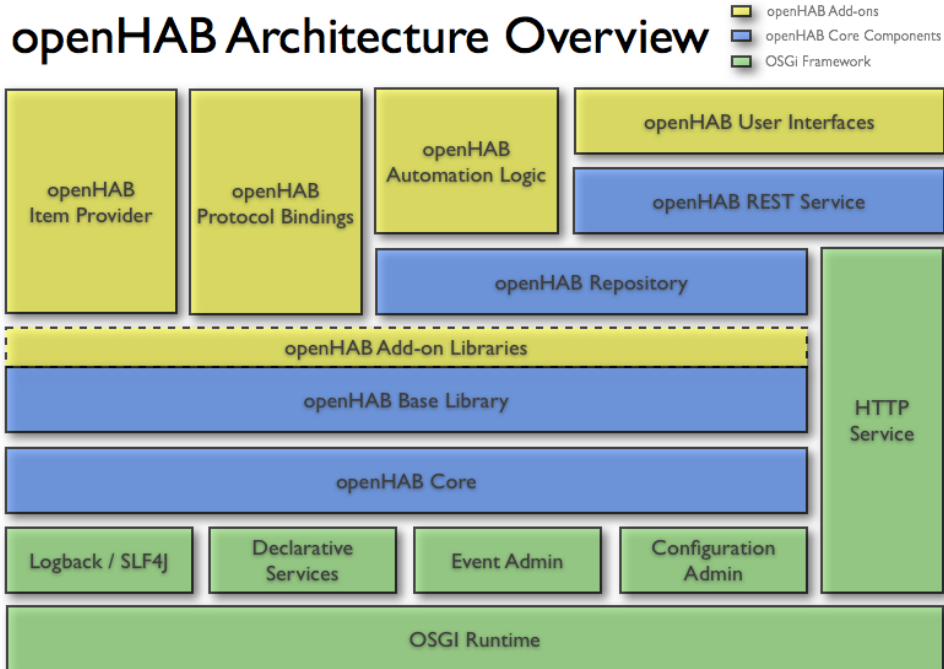 openHAB Architecture Overview
openHAB Add-ons
openHAB Core Components
OSGi Framework
openHAB
Item Provider
openHAB
Protocol Bindings
openHAB
Automation Logic
openHAB User Interfaces
openHAB REST Service
openHAB Repository
openHAB Add-on Libraries
openHAB Base Library
HTTP
Service
openHAB Core
Logback / SLF4J
Declarative
Services
Event Admin
Configuration
Admin
OSGI Runtime